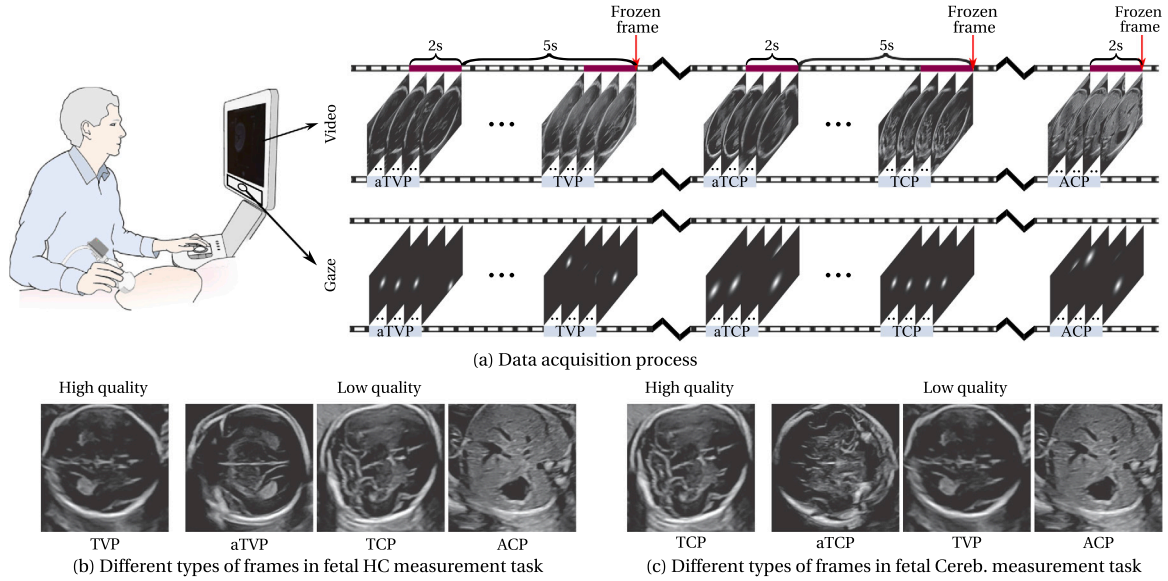 Frozen
frame
Frozen
frame
Frozen
frame
2s
5s
2s
5s
2s
Video
aTVP
TVP
aTCP
TCP
ACP
Gaze
aTVP
TVP
aTCP
TCP
ACP
(a) Data acquisition process
High quality
Low quality
High quality
Low quality
TVP
aTVP
TCP
ACP
TCP
aTCP
TVP
ACP
(b) Different types of frames in fetal HC measurement task
(c) Different types of frames in fetal Cereb. measurement task